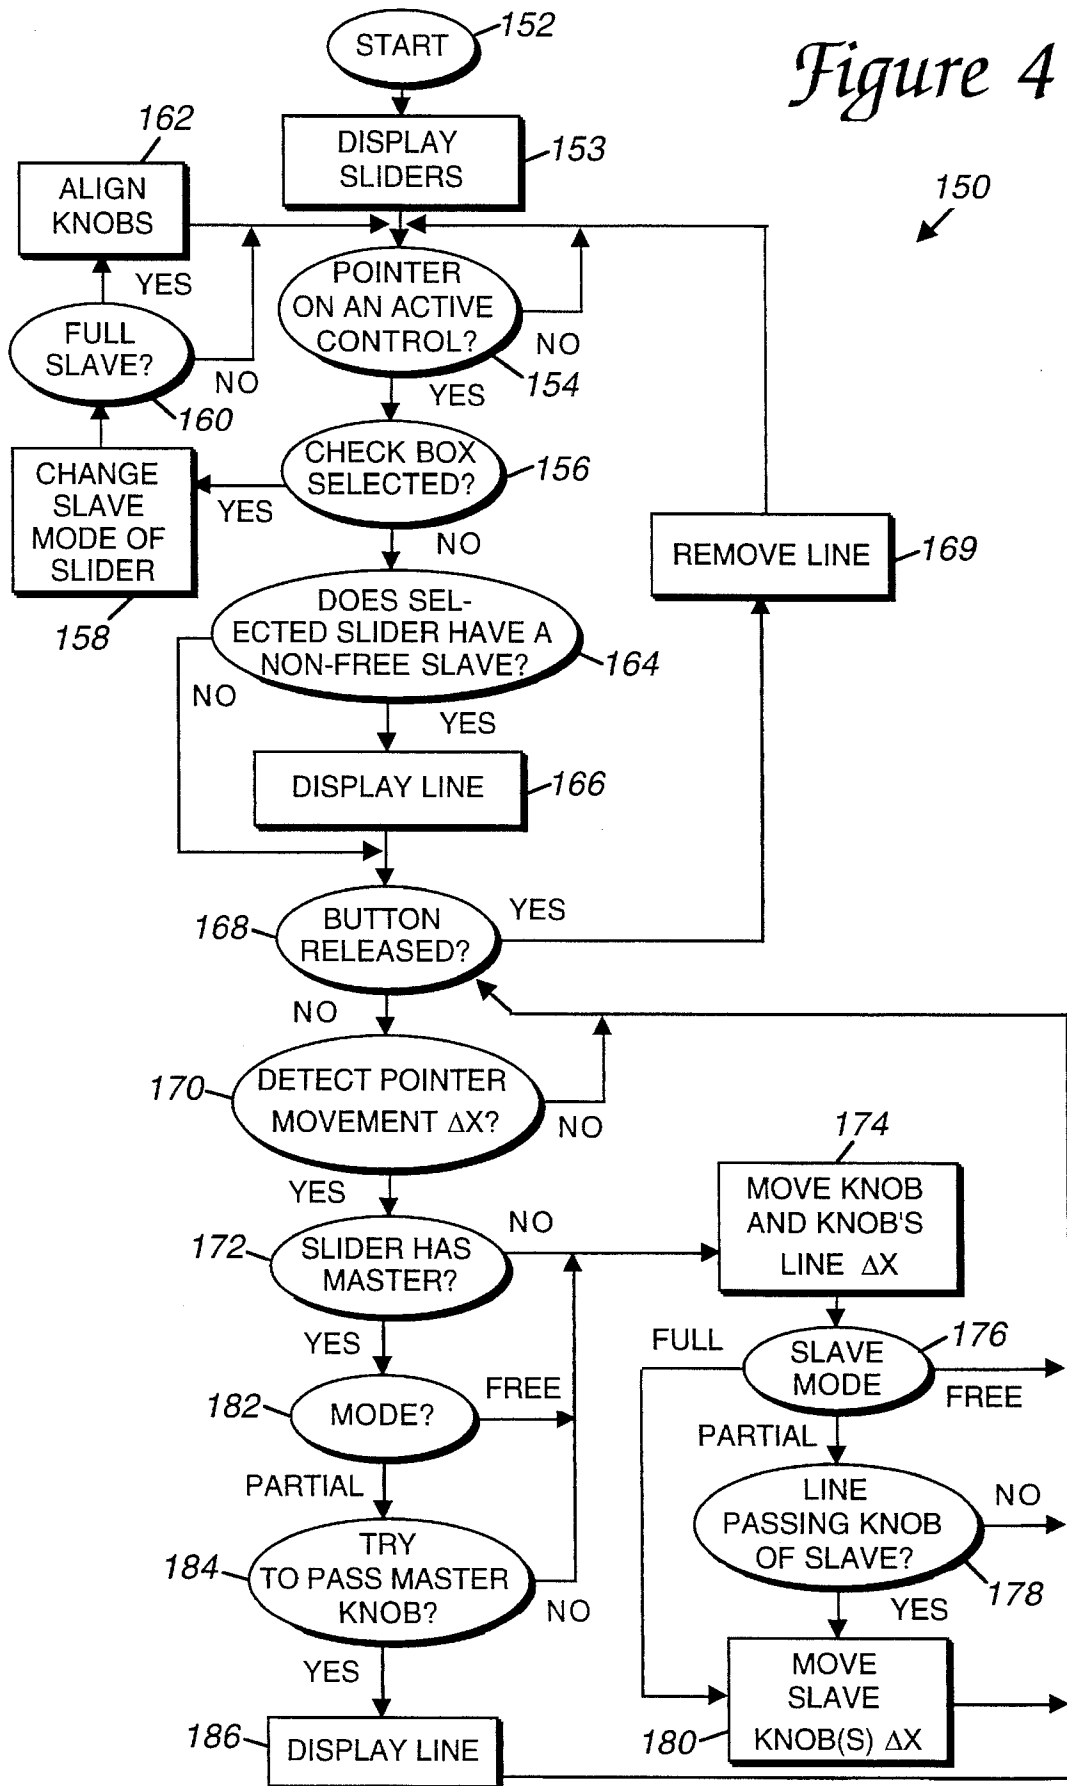 START
152
Figure 4
DISPLAY
SLIDERS
153
162
ALIGN
KNOBS
150
YES
POINTER
ON AN ACTIVE
CONTROL?
NO
154
FULL
SLAVE?
NO
160
YES
CHECK BOX
SELECTED?
156
CHANGE
SLAVE
MODE OF
SLIDER
158
YES
NO
REMOVE LINE
169
DOES SEL-
ECTED SLIDER HAVE A
NON-FREE SLAVE?
164
NO
YES
DISPLAY LINE
166
168
BUTTON
RELEASED?
YES
NO
170
DETECT POINTER
MOVEMENT ΔX?
NO
YES
174
MOVE KNOB
AND KNOB'S
LINE ΔX
172
SLIDER HAS
MASTER?
NO
YES
FULL
SLAVE
MODE
176
FREE
182
MODE?
FREE
PARTIAL
PARTIAL
LINE
PASSING KNOB
OF SLAVE?
NO
178
184
TRY
TO PASS MASTER
KNOB?
NO
YES
YES
MOVE
SLAVE
KNOB(S) ΔX
180
186
DISPLAY LINE